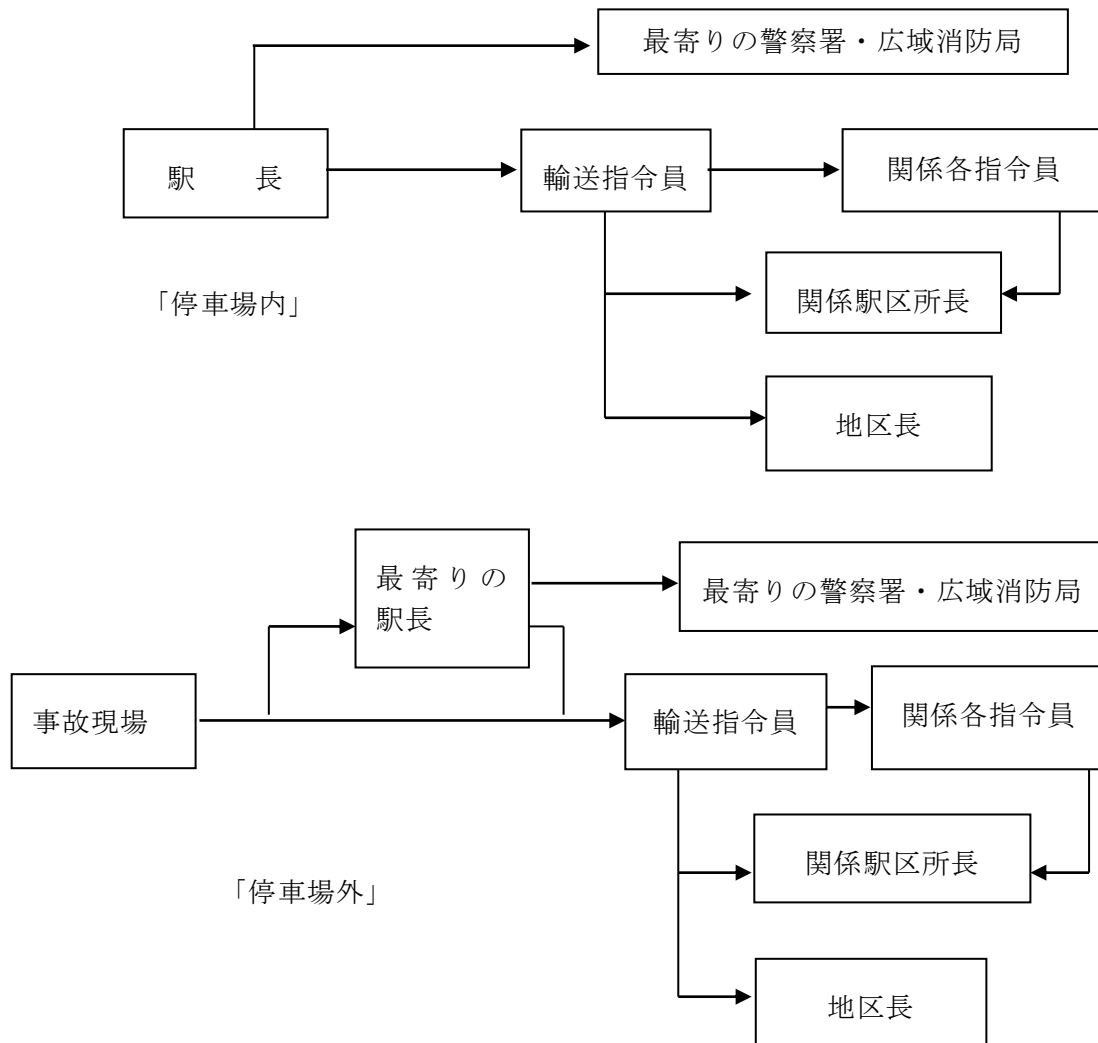 最寄りの警察署・広域消防局
駅　　長
輸送指令員
関係各指令員
「停車場内」
関係駅区所長
地区長
最寄りの
駅長
最寄りの警察署・広域消防局
事故現場
輸送指令員
関係各指令員
関係駅区所長
「停車場外」
地区長